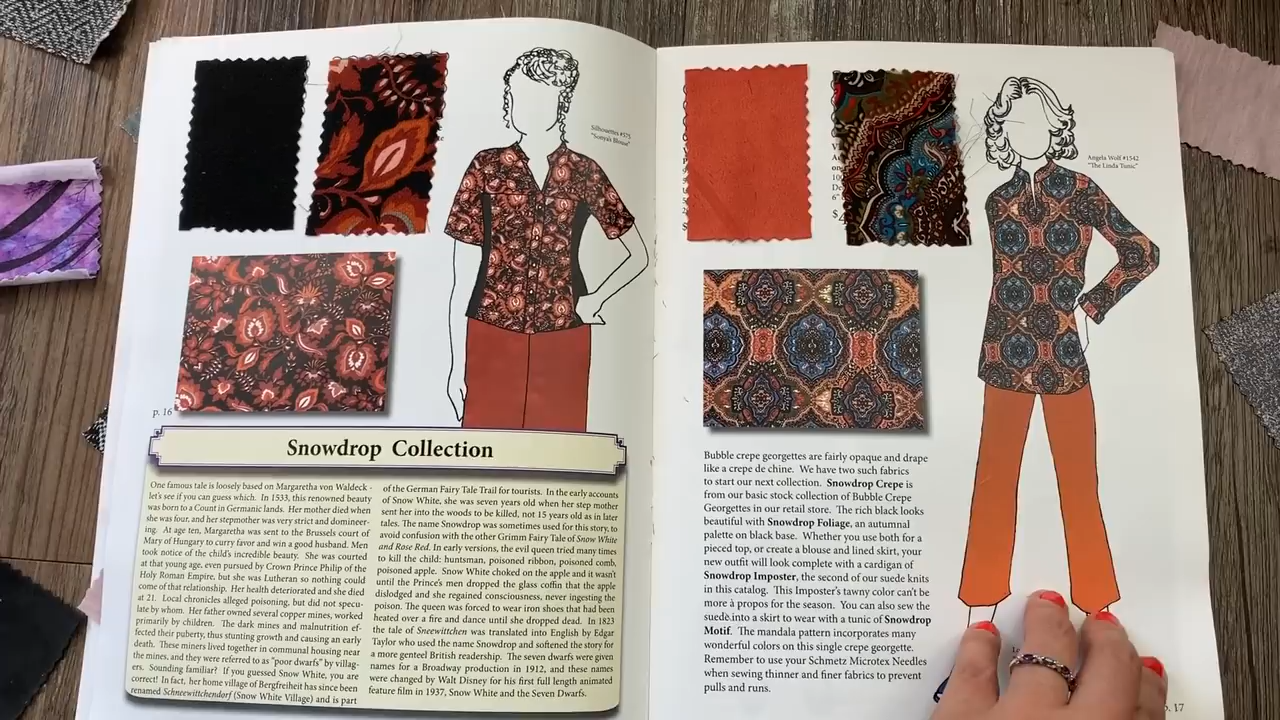 Silhouettes #575
"Sonya's Blouse"
p. 16
Snowdrop Collection
One famous tale is loosely based on Margaretha von Waldeck -
let's see if you can guess which. In 1533, this renowned beauty
was born to a Count in Germanic lands. Her mother died when
she was four, and her stepmother was very strict and domineer-
ing. At age ten, Margaretha was sent to the Brussels court of
Mary of Hungary to curry favor and win a good husband. Men
took notice of the child's incredible beauty. She was courted
at that young age, even pursued by Crown Prince Philip of the
Holy Roman Empire, but she was Lutheran so nothing could
come of that relationship. Her health deteriorated and she died
at 21. Local chronicles alleged poisoning, but did not specu-
late by whom. Her father owned several copper mines, worked
primarily by children. The dark mines and malnutrition ef-
fected their puberty, thus stunting growth and causing an early
death. These miners lived together in communal housing near
the mines, and they were referred to as "poor dwarfs" by villag-
ers. Sounding familiar? If you guessed Snow White, you are
correct! In fact, her home village of Bergfreiheit has since been
renamed Schneewittchendorf (Snow White Village) and is part
of the German Fairy Tale Trail for tourists. In the early accounts
of Snow White, she was seven years old when her step mother
sent her into the woods to be killed, not 15 years old as in later
tales. The name Snowdrop was sometimes used for this story, to
avoid confusion with the other Grimm Fairy Tale of Snow White
and Rose Red. In early versions, the evil queen tried many times
to kill the child: huntsman, poisoned ribbon, poisoned comb,
poisoned apple. Snow White choked on the apple and it wasn't
until the Prince's men dropped the glass coffin that the apple
dislodged and she regained consciousness, never ingesting the
poison. The queen was forced to wear iron shoes that had been
heated over a fire and dance until she dropped dead. In 1823
the tale of Sneewittchen was translated into English by Edgar
Taylor who used the name Snowdrop and softened the story for
a more genteel British readership. The seven dwarfs were given
names for a Broadway production in 1912, and these names
were changed by Walt Disney for his first full length animated
feature film in 1937, Snow White and the Seven Dwarfs.
Angela Wolf #1542
"The Linda Tunic"
Bubble crepe georgettes are fairly opaque and drape
like a crepe de chine. We have two such fabrics
to start our next collection. Snowdrop Crepe is
from our basic stock collection of Bubble Crepe
Georgettes in our retail store. The rich black looks
beautiful with Snowdrop Foliage, an autumnal
palette on black base. Whether you use both for a
pieced top, or create a blouse and lined skirt, your
new outfit will look complete with a cardigan of
Snowdrop Imposter, the second of our suede knits
in this catalog. This Imposter's tawny color can't be
more à propos for the season. You can also sew the
suede into a skirt to wear with a tunic of Snowdrop
Motif. The mandala pattern incorporates many
wonderful colors on this single crepe georgette.
Remember to use your Schmetz Microtex Needles
when sewing thinner and finer fabrics to prevent
pulls and runs.
p. 17